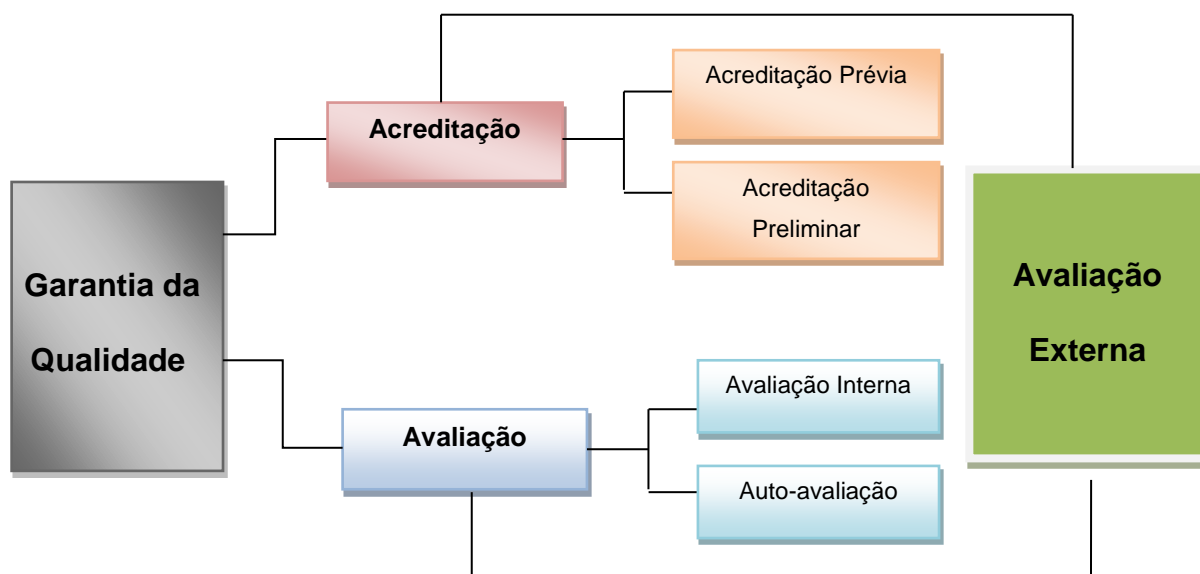 Garantia da
Qualidade
Acreditação
Acreditação Prévia
Acreditação
Preliminar
Avaliação
Avaliação Interna
Auto-avaliação
Avaliação
Externa